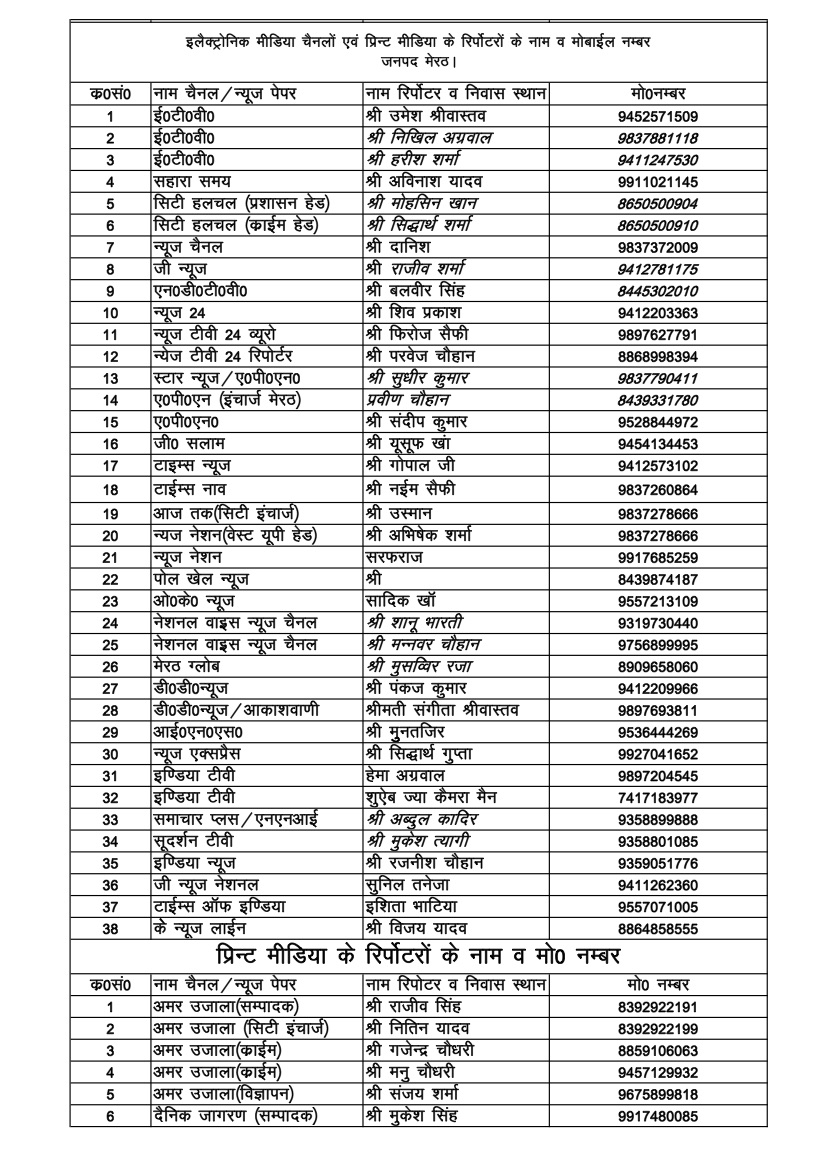 इलैक्ट्रोनिक मीडिया चैनलों एवं प्रिन्ट मीडिया के रिर्पोटरों के नाम व मोबाईल नम्बर
जनपद मेरठ।
क0सं0 नाम चैनल/न्यूज पेपर नाम रिर्पोटर व निवास स्थान मो0नम्बर
1 ई0टी0वी0 श्री उमेश श्रीवास्तव 9452571509
2 ई0टी0वी0 श्री निखिल अग्रवाल 9837881118
3 ई0टी0वी0 श्री हरीश शर्मा 9411247530
4 सहारा समय श्री अविनाश यादव 9911021145
5 सिटी हलचल (प्रशासन हेड) श्री मोहसिन खान 8650500904
6 सिटी हलचल (काईम हेड) श्री सिद्धार्थ शर्मा 8650500910
7 न्यूज चैनल श्री दानिश 9837372009
8 जी न्यूज श्री राजीव शर्मा 9412781175
9 एन0डी0टी0वी0 श्री बलवीर सिंह 8445302010
10 न्यूज 24 श्री शिव प्रकाश 9412203363
11 न्यूज टीवी 24 व्यूरो श्री फिरोज सैफी 9897627791
12 न्येज टीवी 24 रिपोर्टर श्री परवेज चौहान 8868998394
13 स्टार न्यूज/ए0पी0एन0 श्री सुधीर कुमार 9837790411
14 ए0पी0एन (इंचार्ज मेरठ) प्रवीण चौहान 8439331780
15 ए0पी0एन0 श्री संदीप कुमार 9528844972
16 जी0 सलाम श्री यूसूफ खां 9454134453
17 टाइम्स न्यूज श्री गोपाल जी 9412573102
18 टाईम्स नाव श्री नईम सैफी 9837260864
19 आज तक(सिटी इंचार्ज) श्री उस्मान 9837278666
20 न्यज नेशन(वेस्ट यूपी हेड) श्री अभिषेक शर्मा 9837278666
21 न्यूज नेशन सरफराज 9917685259
22 पोल खेल न्यूज श्री 8439874187
23 ओ0के0 न्यूज सादिक खॉ 9557213109
24 नेशनल वाइस न्यूज चैनल श्री शानू भारती 9319730440
25 नेशनल वाइस न्यूज चैनल श्री मन्नवर चौहान 9756899995
26 मेरठ ग्लोब श्री मुसव्विर रजा 8909658060
27 डी0डी0न्यूज श्री पंकज कुमार 9412209966
28 डी0डी0न्यूज/आकाशवाणी श्रीमती संगीता श्रीवास्तव 9897693811
29 आई0एन0एस0 श्री मुनतजिर 9536444269
30 न्यूज एक्सप्रैस श्री सिद्धार्थ गुप्ता 9927041652
31 इण्डिया टीवी हेमा अग्रवाल 9897204545
32 इण्डिया टीवी शुऐब ज्या कैमरा मैन 7417183977
33 समाचार प्लस/एनएनआई श्री अब्दुल कादिर 9358899888
34 सूदर्शन टीवी श्री मुकेश त्यागी 9358801085
35 इण्डिया न्यूज श्री रजनीश चौहान 9359051776
36 जी न्यूज नेशनल सुनिल तनेजा 9411262360
37 टाईम्स ऑफ इण्डिया इशिता भाटिया 9557071005
38 के न्यूज लाईन श्री विजय यादव 8864858555
प्रिन्ट मीडिया के रिर्पोटरों के नाम व मो0 नम्बर
क0सं0 नाम चैनल/न्यूज पेपर नाम रिपोटर व निवास स्थान मो0 नम्बर
1 अमर उजाला(सम्पादक) श्री राजीव सिंह 8392922191
2 अमर उजाला (सिटी इंचार्ज) श्री नितिन यादव 8392922199
3 अमर उजाला(काईम) श्री गजेन्द्र चौधरी 8859106063
4 अमर उजाला(काईम) श्री मनु चौधरी 9457129932
5 अमर उजाला(विज्ञापन) श्री संजय शर्मा 9675899818
6 दैनिक जागरण (सम्पादक) श्री मुकेश सिंह 9917480085